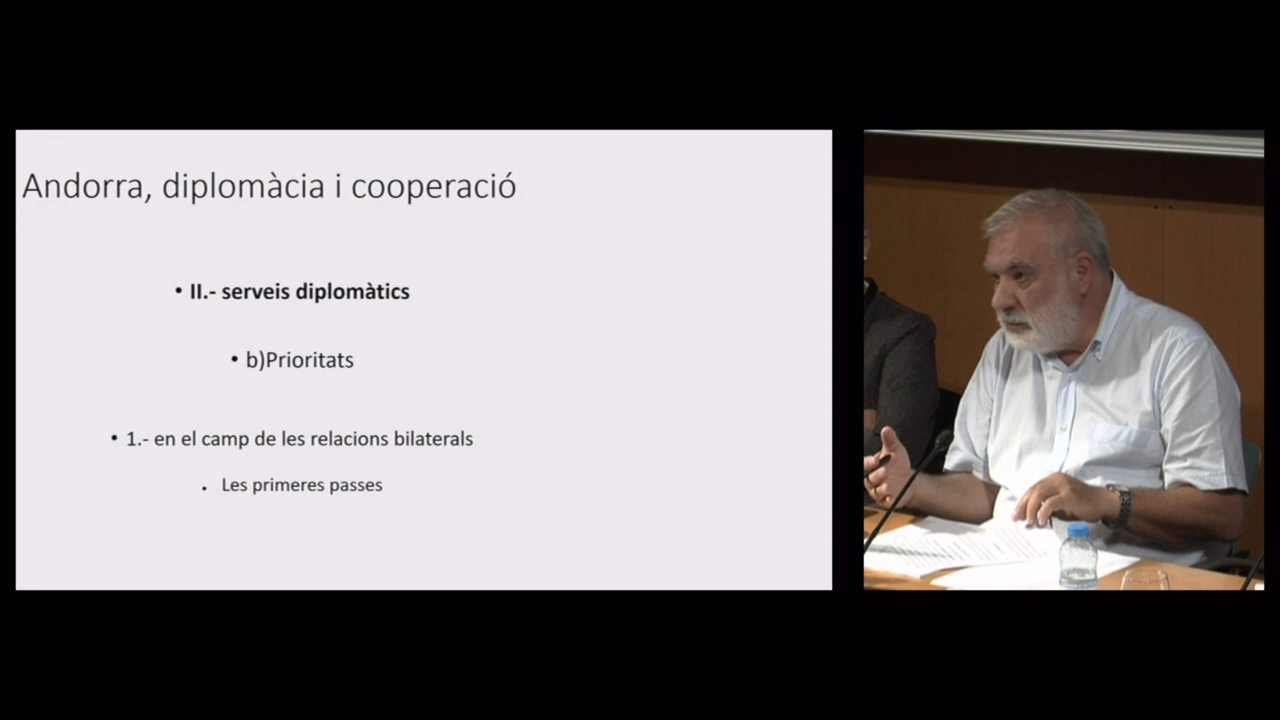 Andorra, diplomàcia i cooperació
• II.- serveis diplomàtics
• b)Prioritats
• 1.- en el camp de les relacions bilaterals
. Les primeres passes